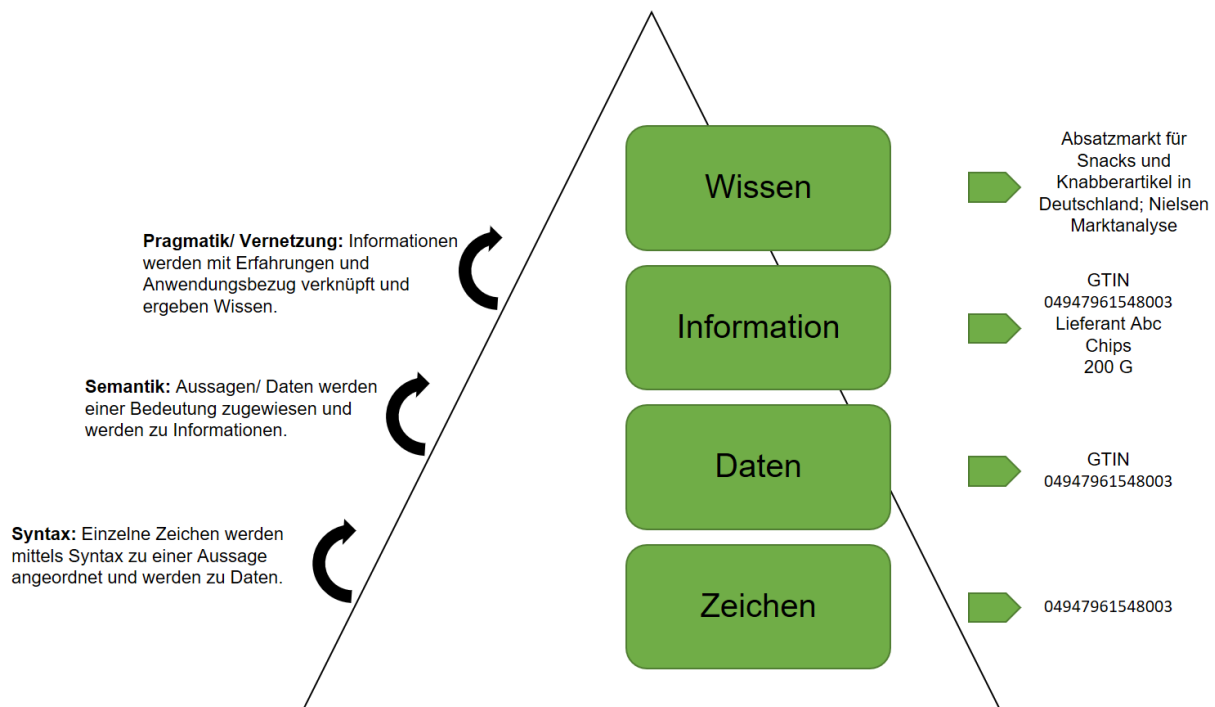 Wissen
Absatzmarkt für
Snacks und
Knabberartikel in
Deutschland; Nielsen
Marktanalyse
Pragmatik/ Vernetzung: Informationen
werden mit Erfahrungen und
Anwendungsbezug verknüpft und
ergeben Wissen.
Information
GTIN
04947961548003
Lieferant Abc
Chips
200 G
Semantik: Aussagen/ Daten werden
einer Bedeutung zugewiesen und
werden zu Informationen.
Daten
GTIN
04947961548003
Syntax: Einzelne Zeichen werden
mittels Syntax zu einer Aussage
angeordnet und werden zu Daten.
Zeichen
04947961548003